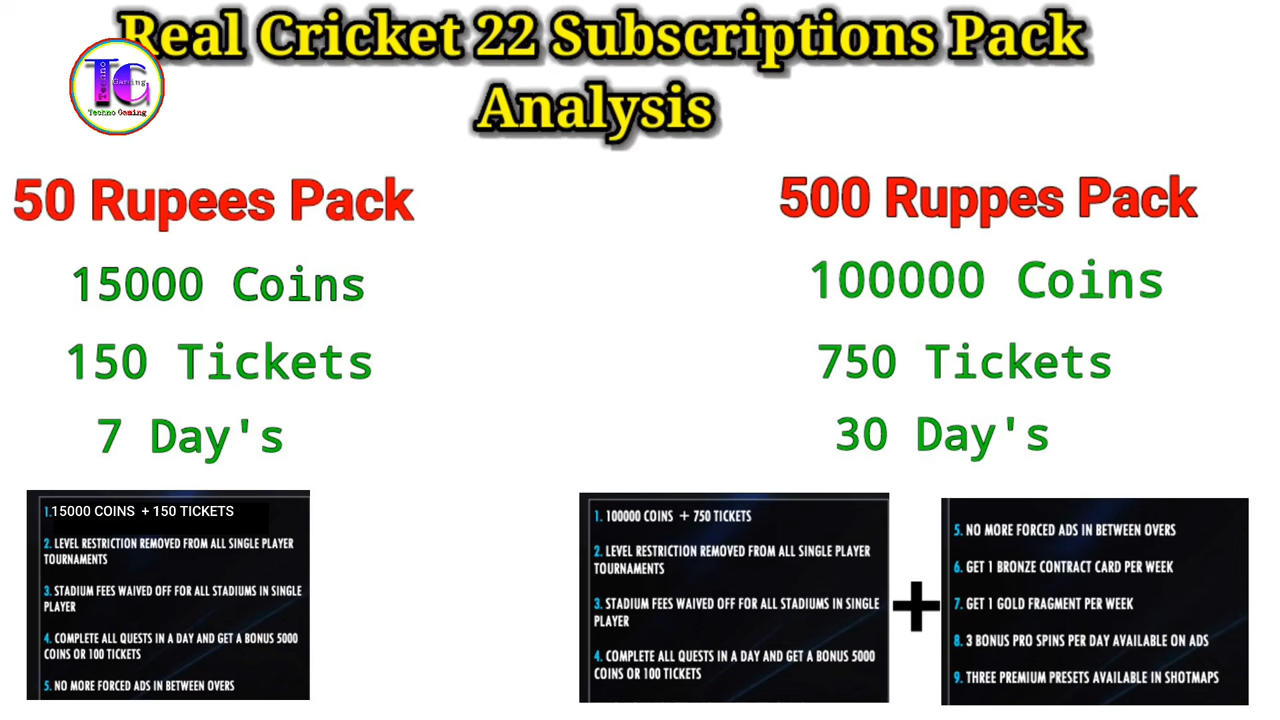 Real Cricket 22 Subscriptions Pack
Analysis
TG
Techno
Gaming
Techno Gaming
50 Rupees Pack
15000 Coins
150 Tickets
7 Day's
1.15000 COINS + 150 TICKETS
2. LEVEL RESTRICTION REMOVED FROM ALL SINGLE PLAYER
TOURNAMENTS
3. STADIUM FEES WAIVED OFF FOR ALL STADIUMS IN SINGLE
PLAYER
4. COMPLETE ALL QUESTS IN A DAY AND GET A BONUS 5000
COINS OR 100 TICKETS
5. NO MORE FORCED ADS IN BETWEEN OVERS
500 Ruppes Pack
100000 Coins
750 Tickets
30 Day's
1. 100000 COINS + 750 TICKETS
2. LEVEL RESTRICTION REMOVED FROM ALL SINGLE PLAYER
TOURNAMENTS
3. STADIUM FEES WAIVED OFF FOR ALL STADIUMS IN SINGLE
PLAYER
4. COMPLETE ALL QUESTS IN A DAY AND GET A BONUS 5000
COINS OR 100 TICKETS
+
5. NO MORE FORCED ADS IN BETWEEN OVERS
6. GET 1 BRONZE CONTRACT CARD PER WEEK
7. GET 1 GOLD FRAGMENT PER WEEK
8. 3 BONUS PRO SPINS PER DAY AVAILABLE ON ADS
9. THREE PREMIUM PRESETS AVAILABLE IN SHOTMAPS